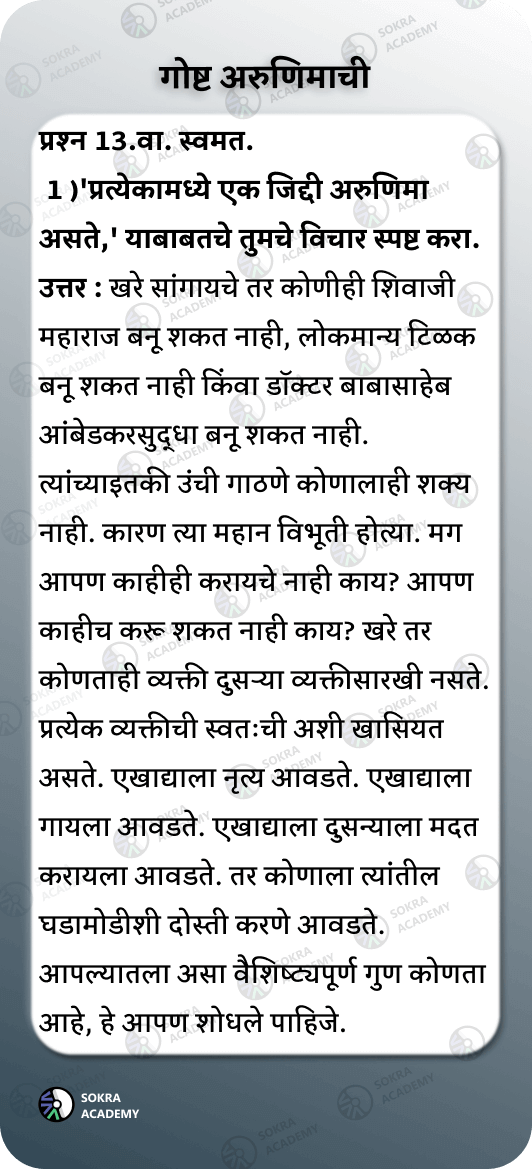 गोष्ट अरुणिमाची
प्रश्न 13.वा. स्वमत.
1 )'प्रत्येकामध्ये एक जिद्दी अरुणिमा
असते,' याबाबतचे तुमचे विचार स्पष्ट करा.
उत्तर : खरे सांगायचे तर कोणीही शिवाजी
महाराज बनू शकत नाही, लोकमान्य टिळक
बनू शकत नाही किंवा डॉक्टर बाबासाहेब
आंबेडकरसुद्धा बनू शकत नाही.
त्यांच्याइतकी उंची गाठणे कोणालाही शक्य
नाही. कारण त्या महान विभूती होत्या. मग
आपण काहीही करायचे नाही काय? आपण
काहीच करू शकत नाही काय? खरे तर
कोणताही व्यक्ती दुसऱ्या व्यक्तीसारखी नसते.
प्रत्येक व्यक्तीची स्वतःची अशी खासियत
असते. एखाद्याला नृत्य आवडते. एखाद्याला
गायला आवडते. एखाद्याला दुसन्याला मदत
करायला आवडते. तर कोणाला त्यांतील
घडामोडीशी दोस्ती करणे आवडते.
आपल्यातला असा वैशिष्ट्यपूर्ण गुण कोणता
आहे, हे आपण शोधले पाहिजे.
SOKRA
ACADEMY